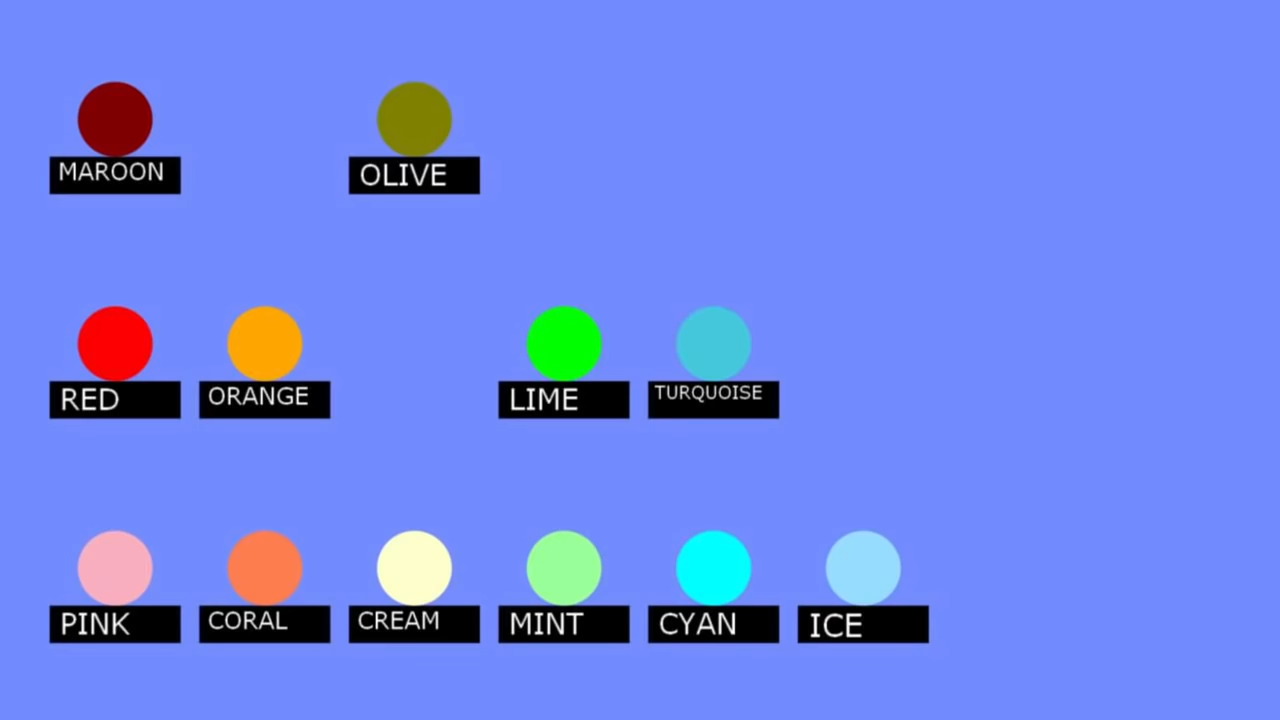 MAROON
OLIVE
RED
ORANGE
LIME
TURQUOISE
PINK
CORAL
CREAM
MINT
CYAN
ICE